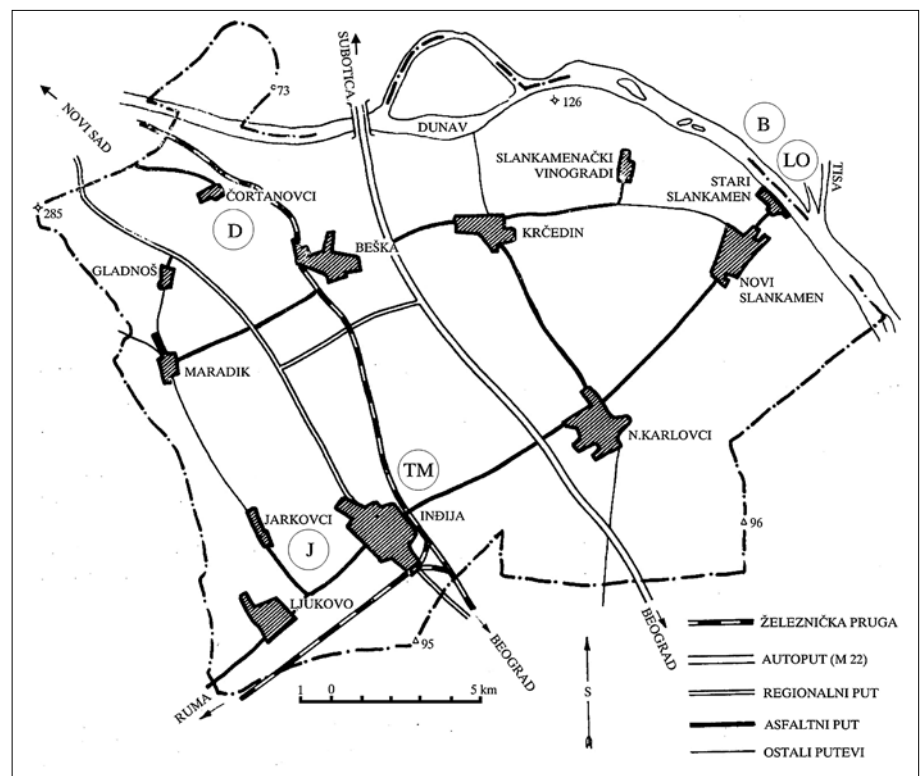 SUBOTICA
NOVI SAD
73
126
DUNAV
B
LO
TISA
SLANKAMENAČKI
VINOGRADI
STARI
SLANKAMEN
285
ČORTANOVCI
D
BEŠKA
KRČEDIN
GLADNOŠ
NOVI
SLANKAMEN
MARADIK
N.KARLOVCI
TM
INĐIJA
JARKOVCI
J
96
LJUKOVO
95
BEOGRAD
BEOGRAD
RUMA
1 0 5 km
S
ŽELEZNIČKA PRUGA
AUTOPUT (M 22)
REGIONALNI PUT
ASFALTNI PUT
OSTALI PUTEVI